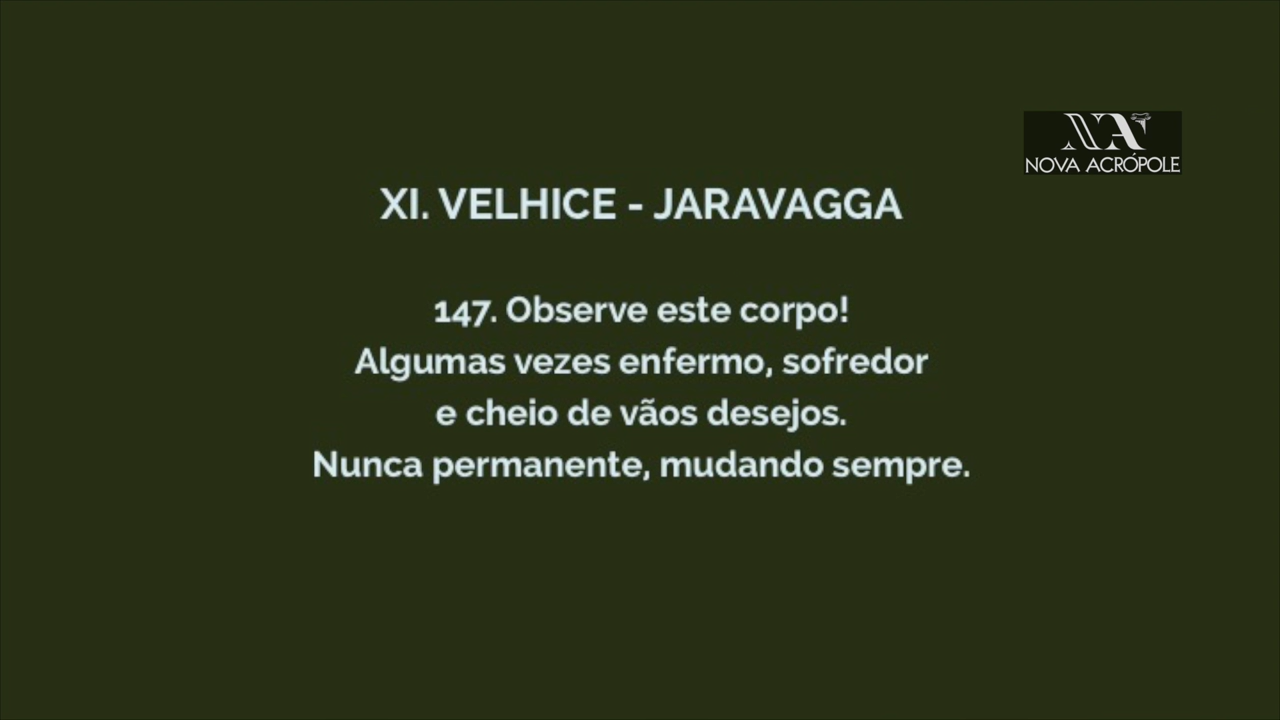 NA
NOVA ACRÓPOLE
XI. VELHICE - JARAVAGGA
147. Observe este corpo!
Algumas vezes enfermo, sofredor
e cheio de vãos desejos.
Nunca permanente, mudando sempre.